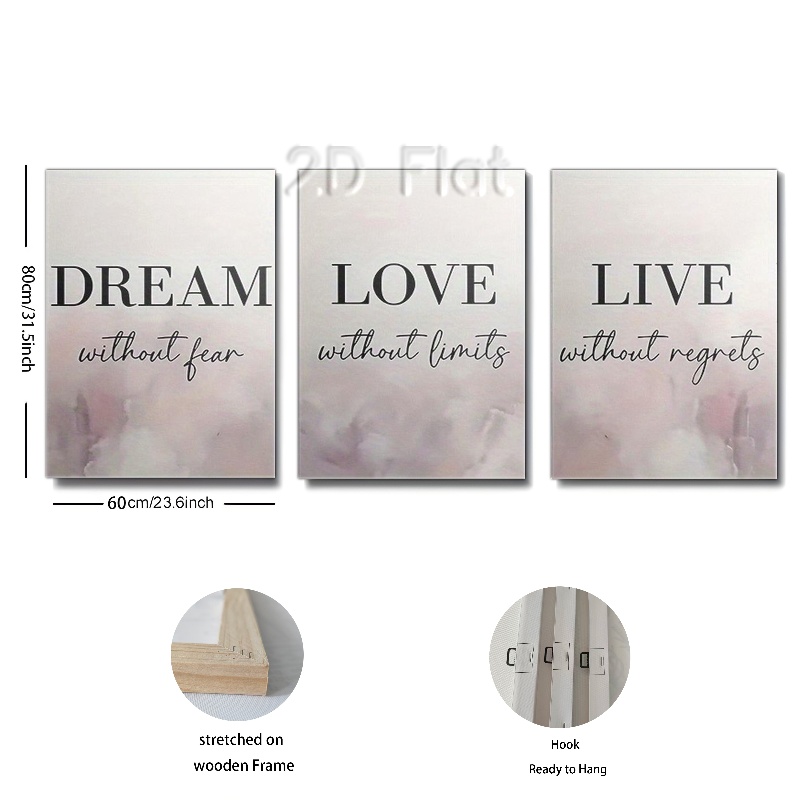 2.D Flat
DREAM
without fear
LOVE
without limits
LIVE
without regrets
80cm/31.5inch
60cm/23.6inch
stretched on
wooden Frame
Hook
Ready to Hang